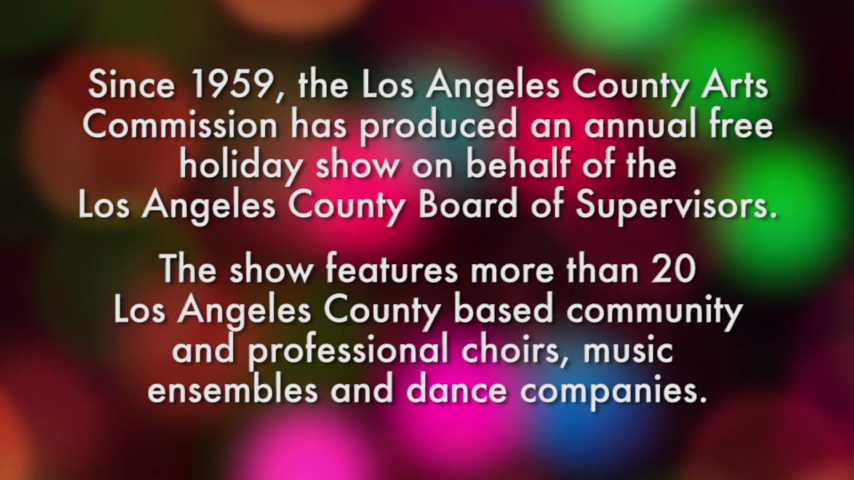 Since 1959, the Los Angeles County Arts
Commission has produced an annual free
holiday show on behalf of the
Los Angeles County Board of Supervisors.
The show features more than 20
Los Angeles County based community
and professional choirs, music
ensembles and dance companies.